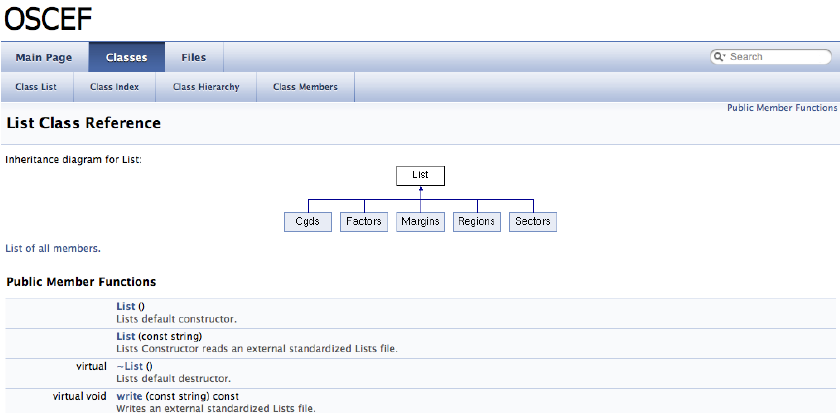 OSCEF
Main Page Classes Files Search
Class List Class Index Class Hierarchy Class Members
Public Member Functions
List Class Reference
Inheritance diagram for List:
List
Cgds Factors Margins Regions Sectors
List of all members.
Public Member Functions
List ()
Lists default constructor.
List (const string)
Lists Constructor reads an external standardized Lists file.
virtual ~List ()
Lists default destructor.
virtual void write (const string) const
Writes an external standardized Lists file.